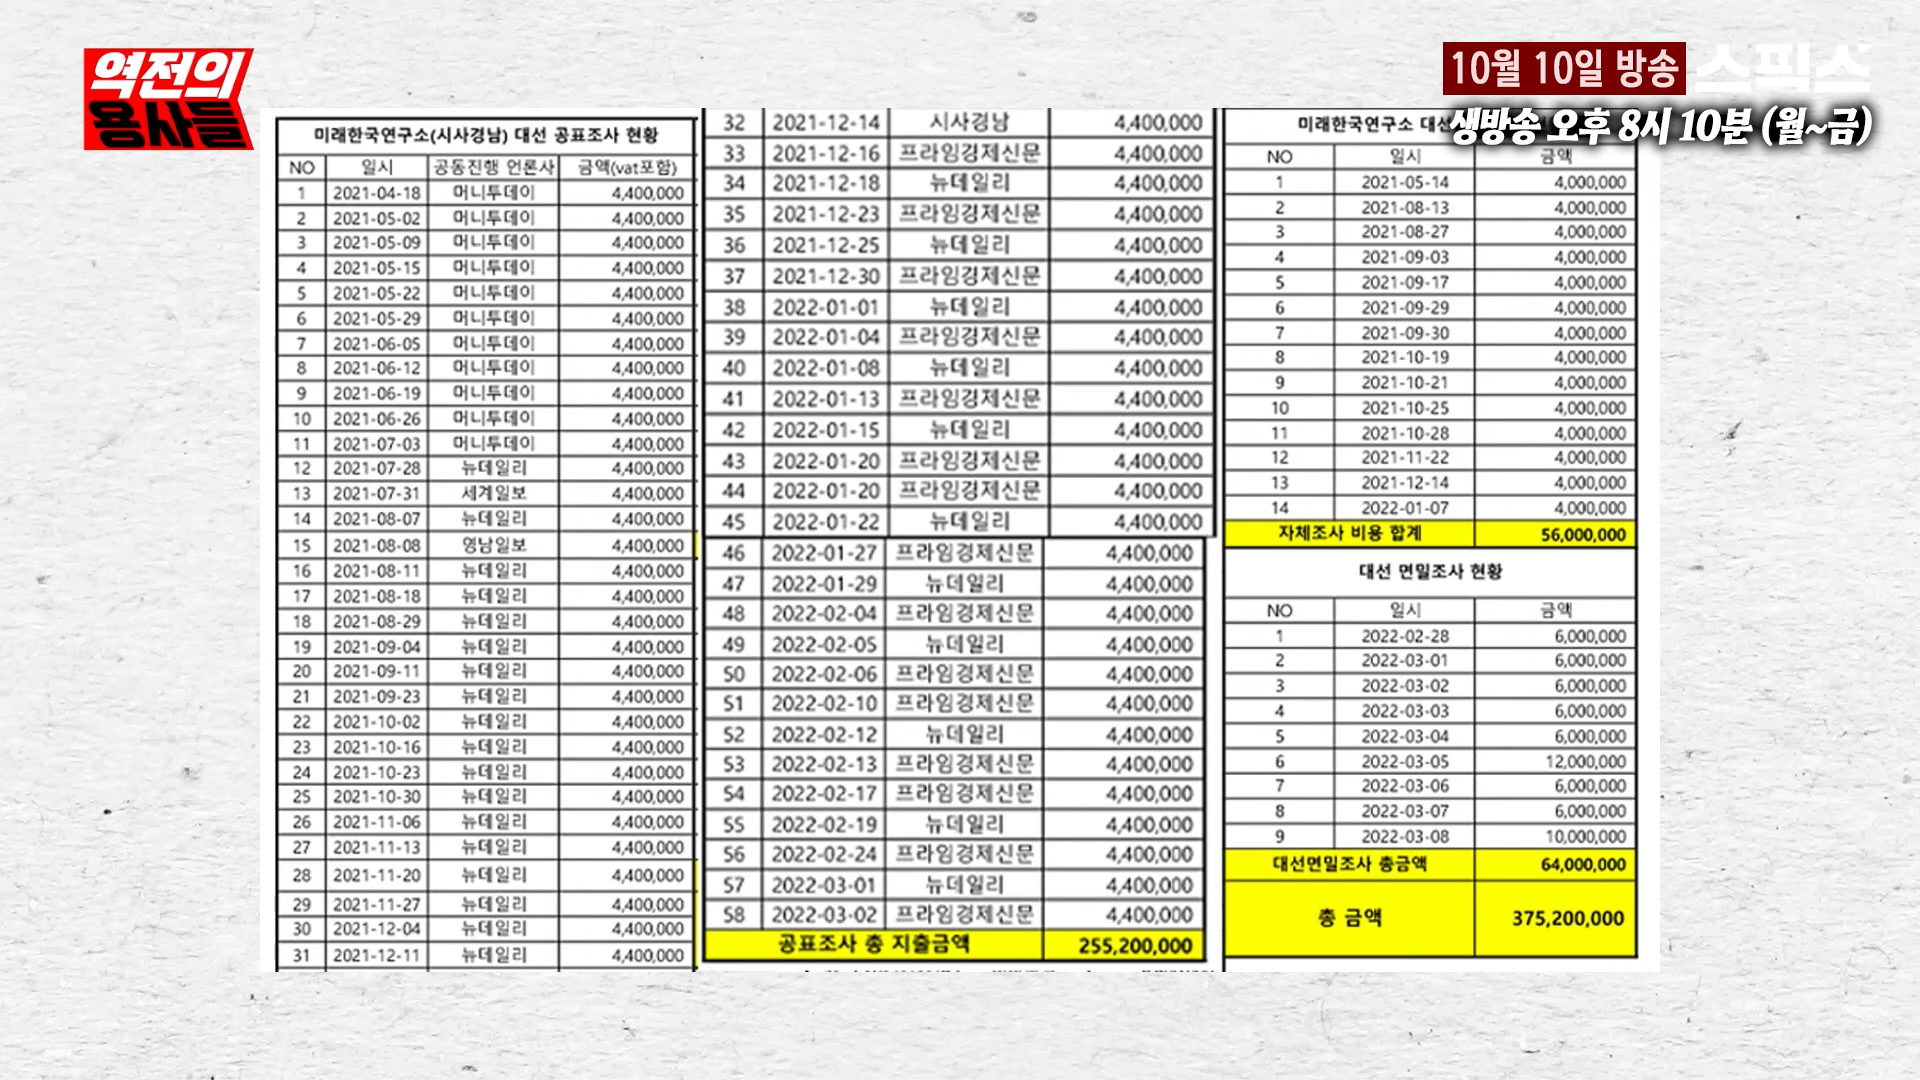 역전의
용사들
10월 10일 방송 스픽스
생방송 오후 8시 10분 (월~금)
미래한국연구소(시사경남) 대선 공표조사 현황
NO 일시 공동진행 언론사 금액(vat포함)
1 2021-04-18 머니투데이 4,400,000
2 2021-05-02 머니투데이 4,400,000
3 2021-05-09 머니투데이 4,400,000
4 2021-05-15 머니투데이 4,400,000
5 2021-05-22 머니투데이 4,400,000
6 2021-05-29 머니투데이 4,400,000
7 2021-06-05 머니투데이 4,400,000
8 2021-06-12 머니투데이 4,400,000
9 2021-06-19 머니투데이 4,400,000
10 2021-06-26 머니투데이 4,400,000
11 2021-07-03 머니투데이 4,400,000
12 2021-07-28 뉴데일리 4,400,000
13 2021-07-31 세계일보 4,400,000
14 2021-08-07 뉴데일리 4,400,000
15 2021-08-08 영남일보 4,400,000
16 2021-08-11 뉴데일리 4,400,000
17 2021-08-18 뉴데일리 4,400,000
18 2021-08-29 뉴데일리 4,400,000
19 2021-09-04 뉴데일리 4,400,000
20 2021-09-11 뉴데일리 4,400,000
21 2021-09-23 뉴데일리 4,400,000
22 2021-10-02 뉴데일리 4,400,000
23 2021-10-16 뉴데일리 4,400,000
24 2021-10-23 뉴데일리 4,400,000
25 2021-10-30 뉴데일리 4,400,000
26 2021-11-06 뉴데일리 4,400,000
27 2021-11-13 뉴데일리 4,400,000
28 2021-11-20 뉴데일리 4,400,000
29 2021-11-27 뉴데일리 4,400,000
30 2021-12-04 뉴데일리 4,400,000
31 2021-12-11 뉴데일리 4,400,000
32 2021-12-14 시사경남 4,400,000
33 2021-12-16 프라임경제신문 4,400,000
34 2021-12-18 뉴데일리 4,400,000
35 2021-12-23 프라임경제신문 4,400,000
36 2021-12-25 뉴데일리 4,400,000
37 2021-12-30 프라임경제신문 4,400,000
38 2022-01-01 뉴데일리 4,400,000
39 2022-01-04 프라임경제신문 4,400,000
40 2022-01-08 뉴데일리 4,400,000
41 2022-01-13 프라임경제신문 4,400,000
42 2022-01-15 뉴데일리 4,400,000
43 2022-01-20 프라임경제신문 4,400,000
44 2022-01-20 프라임경제신문 4,400,000
45 2022-01-22 뉴데일리 4,400,000
46 2022-01-27 프라임경제신문 4,400,000
47 2022-01-29 뉴데일리 4,400,000
48 2022-02-04 프라임경제신문 4,400,000
49 2022-02-05 뉴데일리 4,400,000
50 2022-02-06 프라임경제신문 4,400,000
51 2022-02-10 프라임경제신문 4,400,000
52 2022-02-12 뉴데일리 4,400,000
53 2022-02-13 프라임경제신문 4,400,000
54 2022-02-17 프라임경제신문 4,400,000
55 2022-02-19 뉴데일리 4,400,000
56 2022-02-24 프라임경제신문 4,400,000
57 2022-03-01 뉴데일리 4,400,000
58 2022-03-02 프라임경제신문 4,400,000
공표조사 총 지출금액 255,200,000
미래한국연구소 대선
NO 일시 금액
1 2021-05-14 4,000,000
2 2021-08-13 4,000,000
3 2021-08-27 4,000,000
4 2021-09-03 4,000,000
5 2021-09-17 4,000,000
6 2021-09-29 4,000,000
7 2021-09-30 4,000,000
8 2021-10-19 4,000,000
9 2021-10-21 4,000,000
10 2021-10-25 4,000,000
11 2021-10-28 4,000,000
12 2021-11-22 4,000,000
13 2021-12-14 4,000,000
14 2022-01-07 4,000,000
자체조사 비용 합계 56,000,000
대선 면밀조사 현황
NO 일시 금액
1 2022-02-28 6,000,000
2 2022-03-01 6,000,000
3 2022-03-02 6,000,000
4 2022-03-03 6,000,000
5 2022-03-04 6,000,000
6 2022-03-05 12,000,000
7 2022-03-06 6,000,000
8 2022-03-07 6,000,000
9 2022-03-08 10,000,000
대선면밀조사 총금액 64,000,000
총 금액 375,200,000